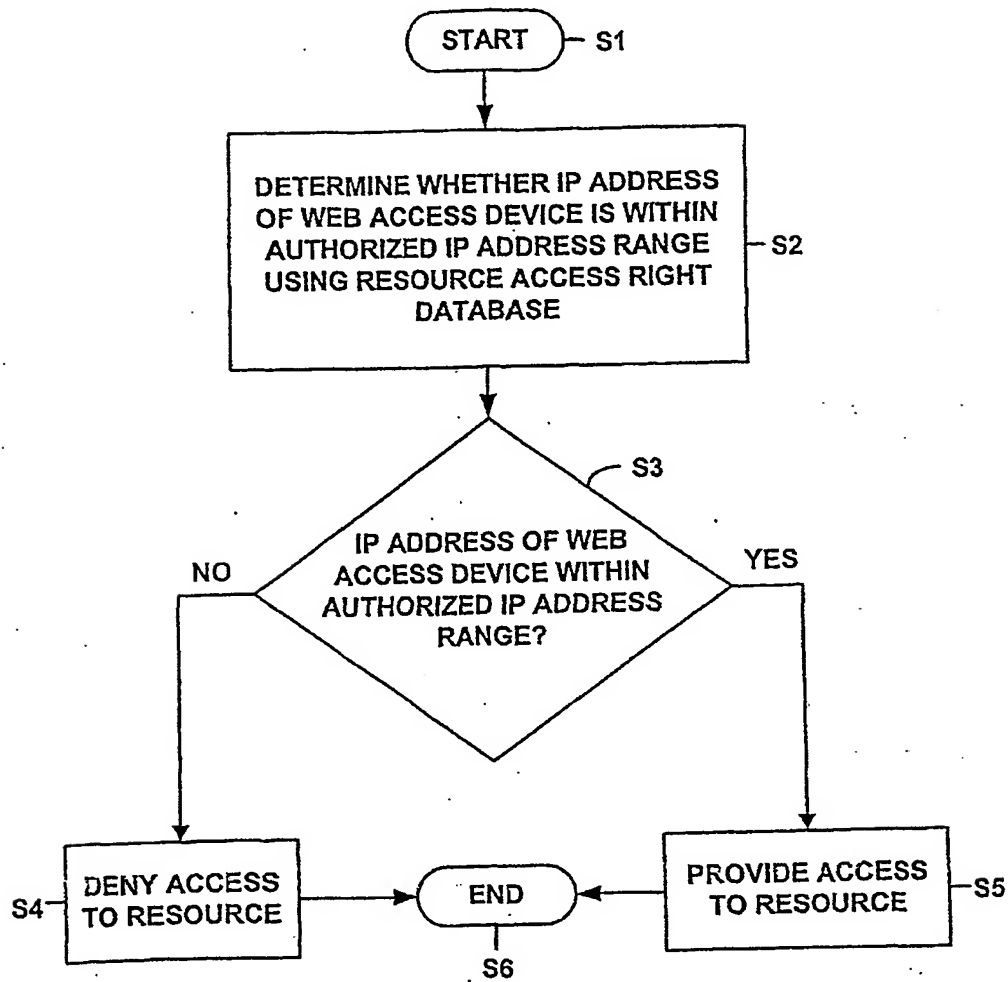 START
S1
DETERMINE WHETHER IP ADDRESS
OF WEB ACCESS DEVICE IS WITHIN
AUTHORIZED IP ADDRESS RANGE
USING RESOURCE ACCESS RIGHT
DATABASE
S2
S3
IP ADDRESS OF WEB
ACCESS DEVICE WITHIN
AUTHORIZED IP ADDRESS
RANGE?
NO
YES
S4
DENY ACCESS
TO RESOURCE
END
S6
PROVIDE ACCESS
TO RESOURCE
S5